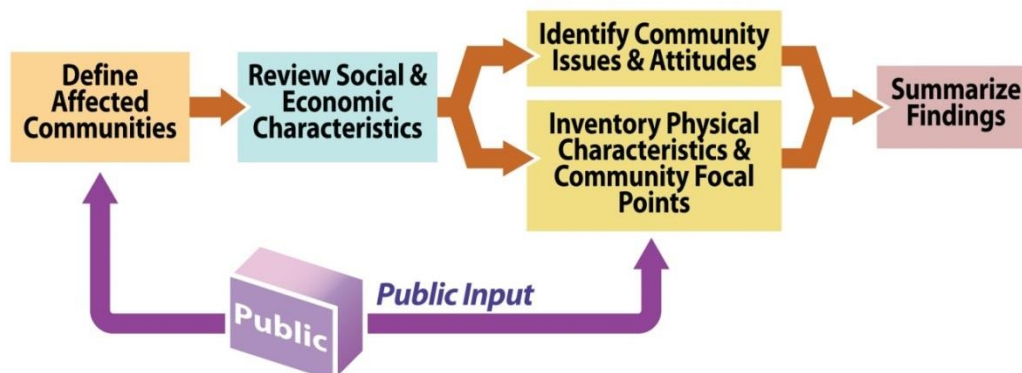 Define
Affected
Communities
Review Social &
Economic
Characteristics
Identify Community
Issues & Attitudes
Inventory Physical
Characteristics &
Community Focal
Points
Summarize
Findings
Public Input
Public